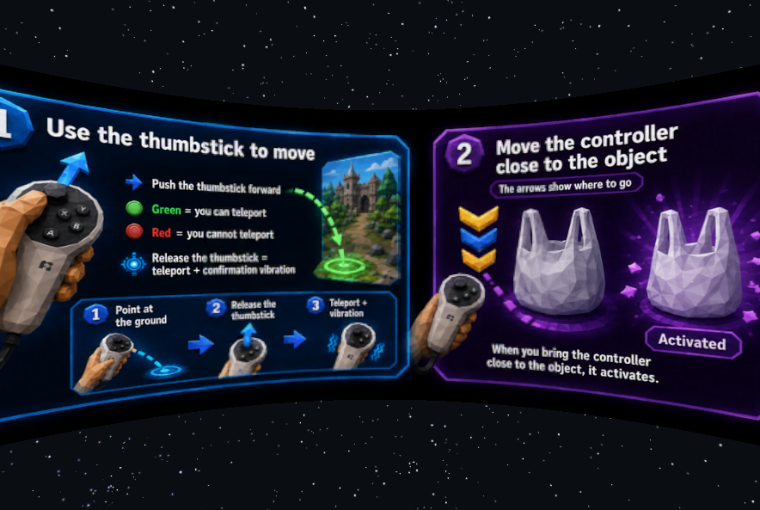 1
Use the thumbstick to move
Push the thumbstick forward
Green = you can teleport
Red = you cannot teleport
Release the thumbstick =
teleport + confirmation vibration
1
Point at
the ground
2
Release the
thumbstick
3
Teleport +
vibration
X
Y
A
B
2
Move the controller
close to the object
The arrows show where to go
Activated
When you bring the controller
close to the object, it activates.